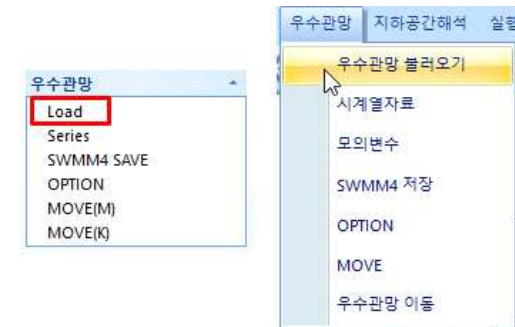 우수관망
Load
Series
SWMM4 SAVE
OPTION
MOVE(M)
MOVE(K)
우수관망 지하공간해석 실행
우수관망 불러오기
시계열자료
모의변수
SWMM4 저장
OPTION
MOVE
우수관망 이동